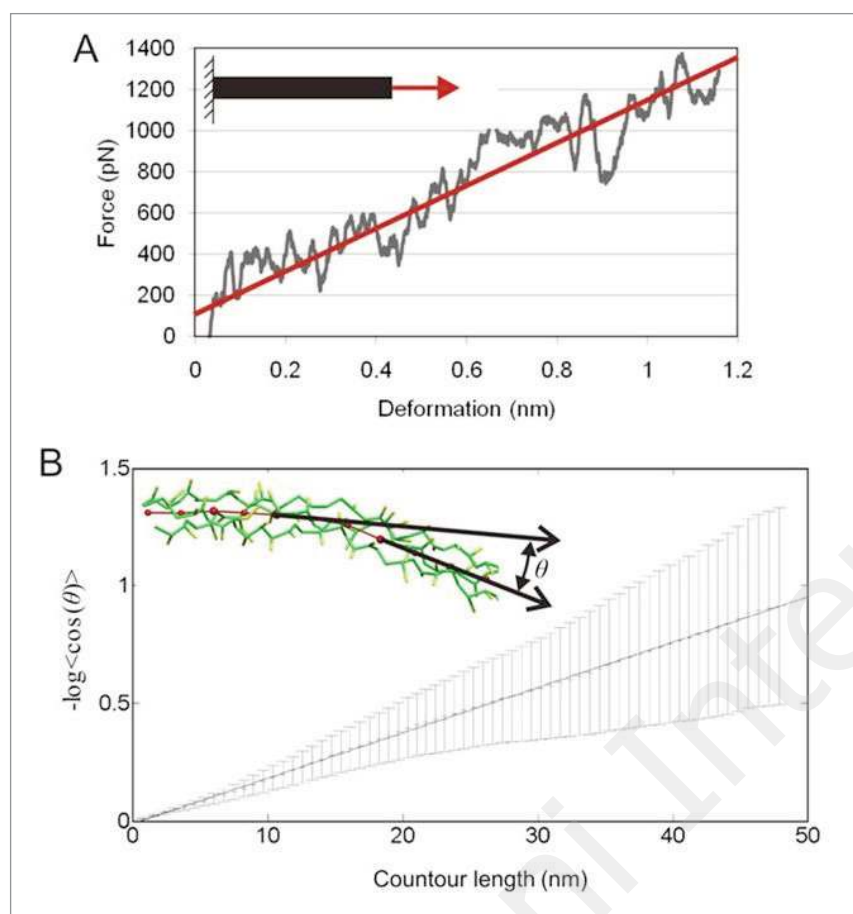 A
1400
1200
1000
800
600
400
200
0
Force (pN)
0 0.2 0.4 0.6 0.8 1 1.2
Deformation (nm)
B
1.5
1
0.5
0
-log<cos(θ)>
θ
0 10 20 30 40 50
Countour length (nm)
ni Inte